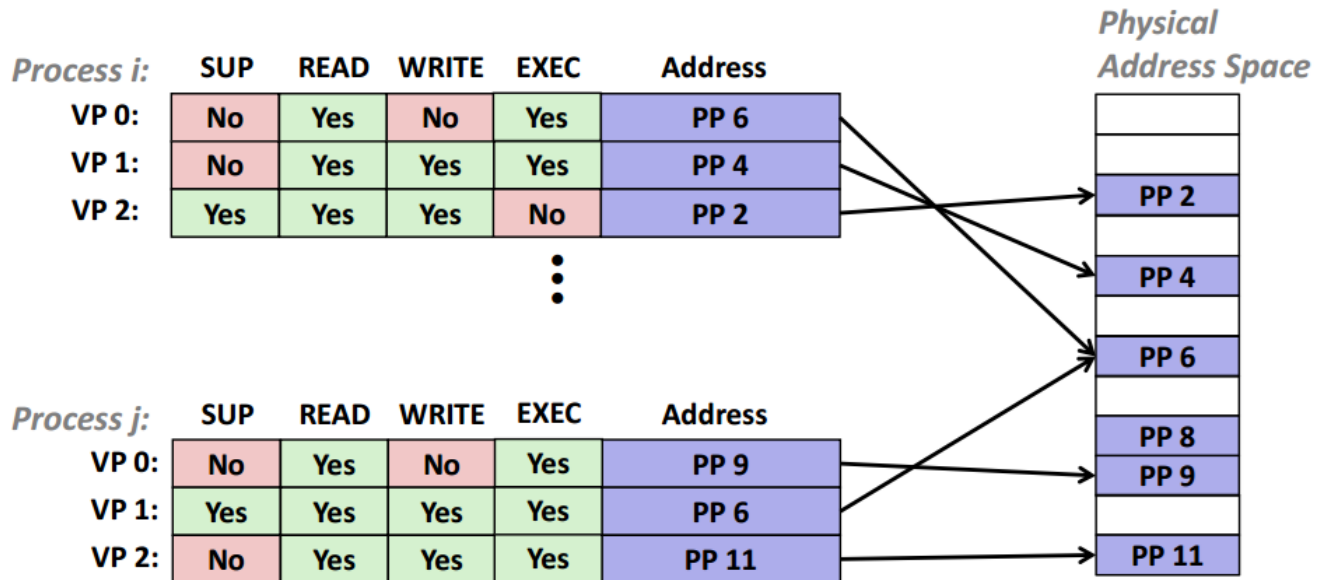 Physical
Address Space
Process i: SUP READ WRITE EXEC Address
VP 0: No Yes No Yes PP 6
VP 1: No Yes Yes Yes PP 4
VP 2: Yes Yes Yes No PP 2
PP 2
PP 4
PP 6
PP 8
PP 9
PP 11
Process j: SUP READ WRITE EXEC Address
VP 0: No Yes No Yes PP 9
VP 1: Yes Yes Yes Yes PP 6
VP 2: No Yes Yes Yes PP 11